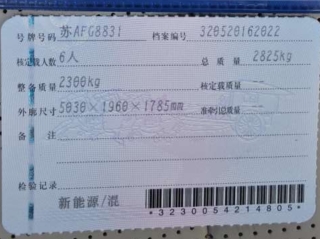 号牌号码 苏AFG8831 档案编号 320520162022
核定载人数 6人 总质量 2825kg
整备质量 2300kg 核定载质量
外廓尺寸 5030×1960×1785mm 准牵引总质量
备注
检验记录 新能源/混
*3230054214805*